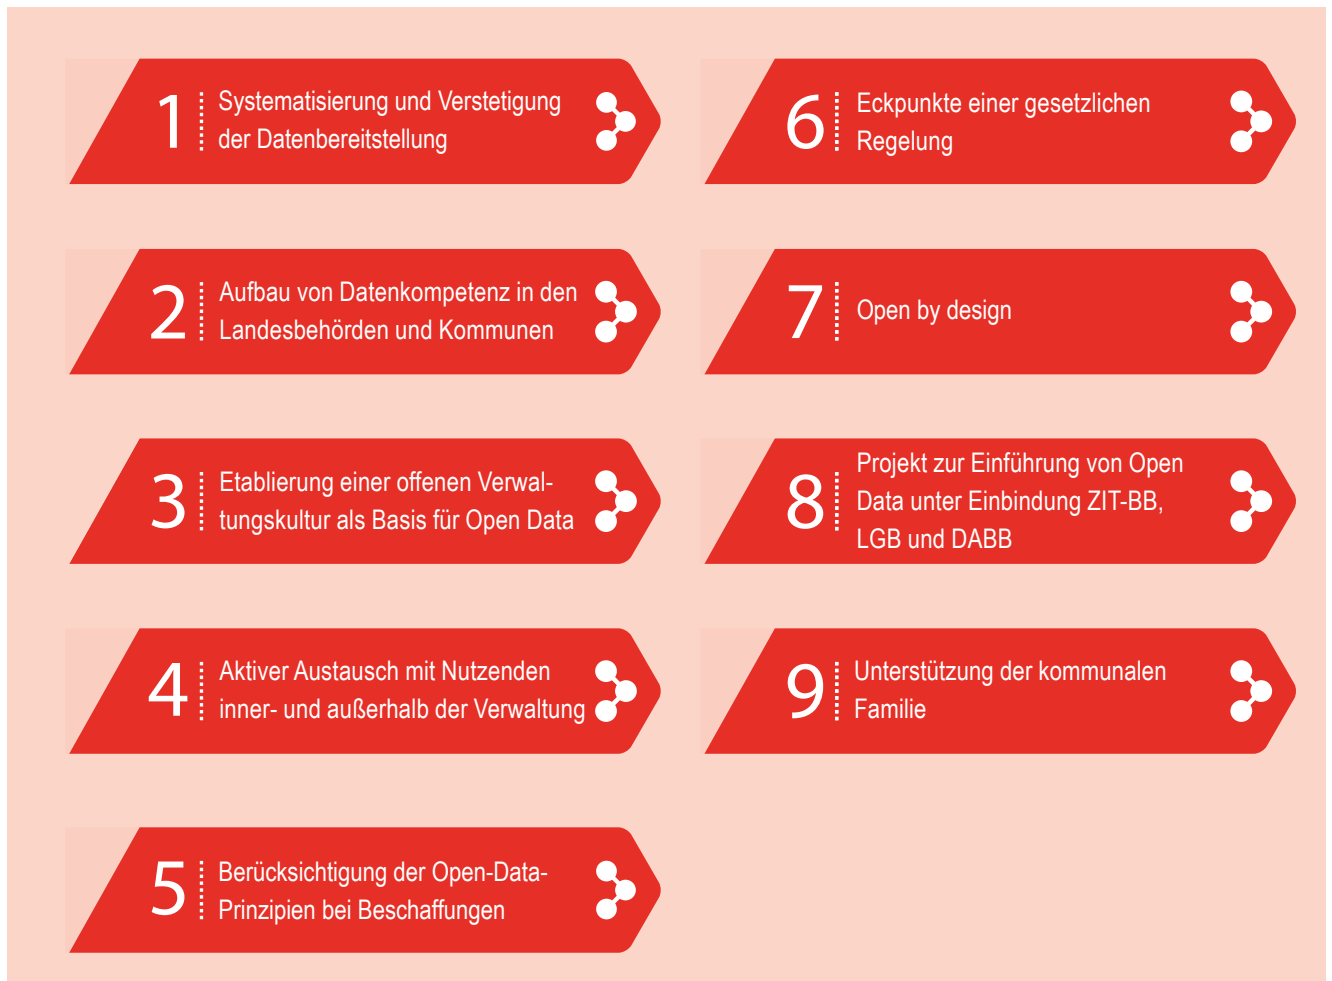 1
Systematisierung und Verstetigung
der Datenbereitstellung
2
Aufbau von Datenkompetenz in den
Landesbehörden und Kommunen
3
Etablierung einer offenen Verwal-
tungskultur als Basis für Open Data
4
Aktiver Austausch mit Nutzenden
inner- und außerhalb der Verwaltung
5
Berücksichtigung der Open-Data-
Prinzipien bei Beschaffungen
6
Eckpunkte einer gesetzlichen
Regelung
7
Open by design
8
Projekt zur Einführung von Open
Data unter Einbindung ZIT-BB,
LGB und DABB
9
Unterstützung der kommunalen
Familie